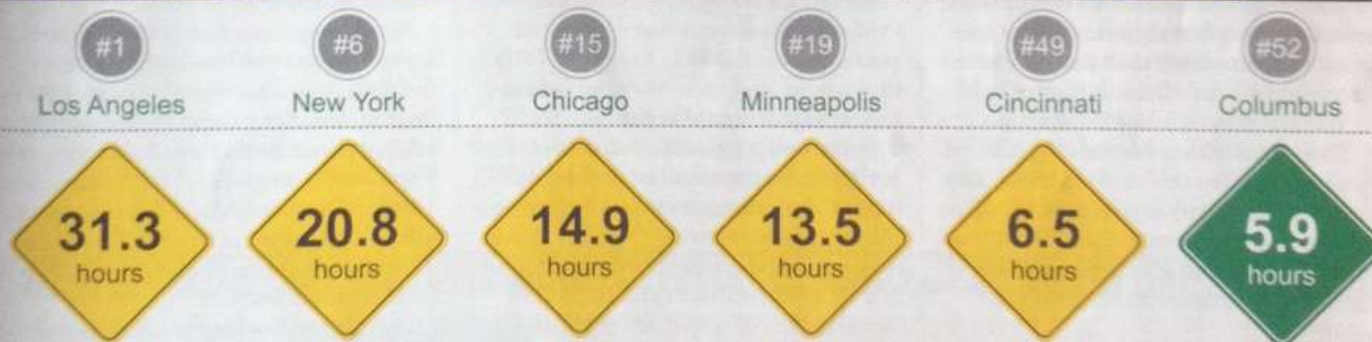 #1 #6 #15 #19 #49 #52
Los Angeles New York Chicago Minneapolis Cincinnati Columbus
31.3 20.8 14.9 13.5 6.5 5.9
hours hours hours hours hours hours